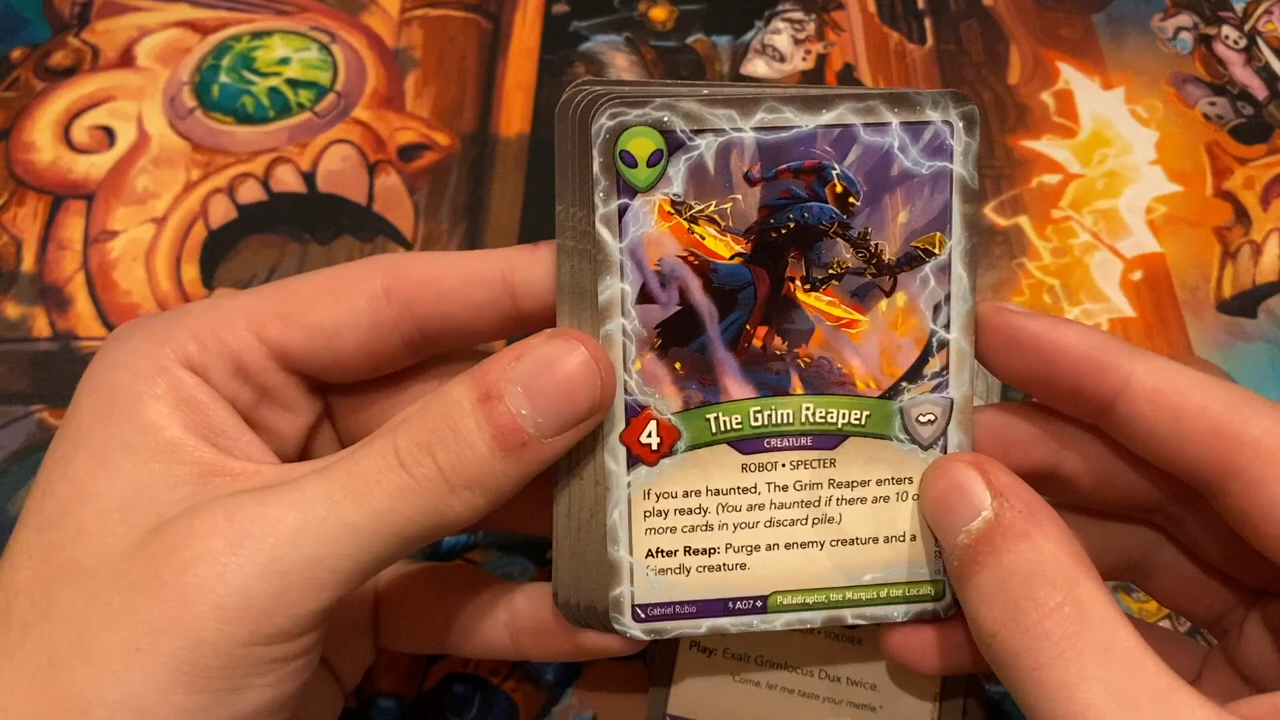 4
The Grim Reaper
CREATURE
ROBOT • SPECTER
If you are haunted, The Grim Reaper enters
play ready. (You are haunted if there are 10 o
more cards in your discard pile.)
After Reap: Purge an enemy creature and a
friendly creature.
Gabriel Rubio
A07
Palladraptor, the Marquis of the Locality
SOLDIER
Play: Exalt Grimlocus Dux twice.
"Come, let me taste your mettle."